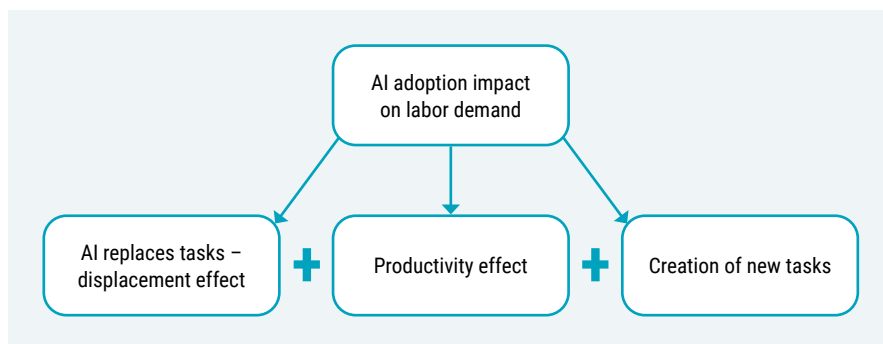 AI adoption impact
on labor demand
AI replaces tasks –
displacement effect
+
Productivity effect
+
Creation of new tasks